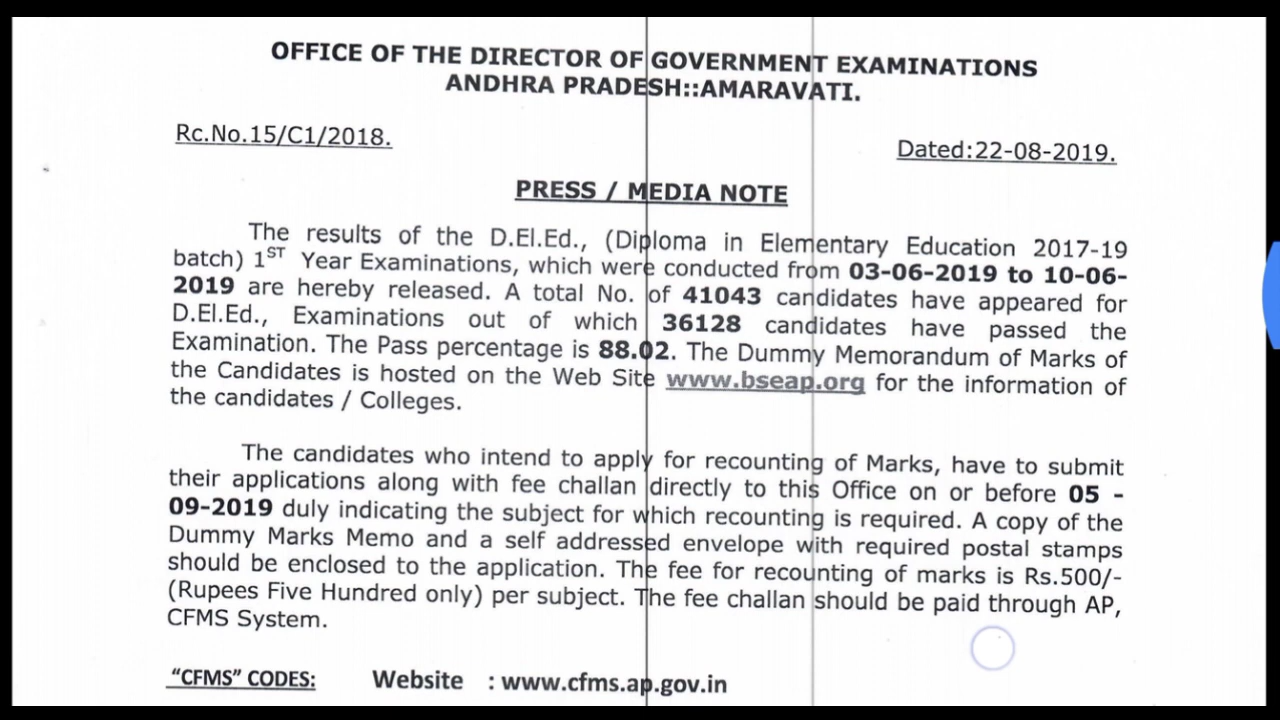 OFFICE OF THE DIRECTOR OF GOVERNMENT EXAMINATIONS
ANDHRA PRADESH::AMARAVATI.
Rc.No.15/C1/2018.
Dated:22-08-2019.
PRESS / MEDIA NOTE
The results of the D.El.Ed., (Diploma in Elementary Education 2017-19
batch) 1ST Year Examinations, which were conducted from 03-06-2019 to 10-06-
2019 are hereby released. A total No. of 41043 candidates have appeared for
D.El.Ed., Examinations out of which 36128 candidates have passed the
Examination. The Pass percentage is 88.02. The Dummy Memorandum of Marks of
the Candidates is hosted on the Web Site www.bseap.org for the information of
the candidates / Colleges.
The candidates who intend to apply for recounting of Marks, have to submit
their applications along with fee challan directly to this Office on or before 05 -
09-2019 duly indicating the subject for which recounting is required. A copy of the
Dummy Marks Memo and a self addressed envelope with required postal stamps
should be enclosed to the application. The fee for recounting of marks is Rs.500/-
(Rupees Five Hundred only) per subject. The fee challan should be paid through AP,
CFMS System.
"CFMS" CODES: Website : www.cfms.ap.gov.in